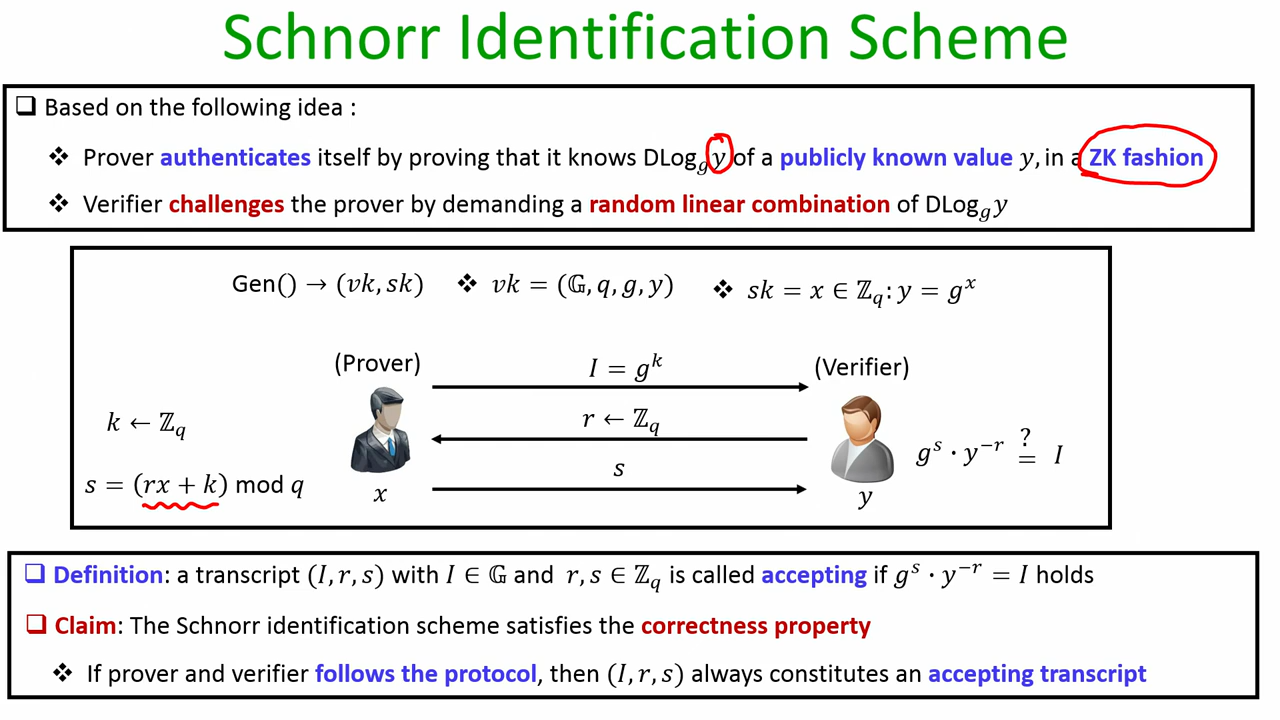 Schnorr Identification Scheme
❑ Based on the following idea :
❖ Prover authenticates itself by proving that it knows DLog_g y of a publicly known value y, in a ZK fashion
❖ Verifier challenges the prover by demanding a random linear combination of DLog_g y
Gen() → (vk, sk) ❖ vk = (𝔾, q, g, y) ❖ sk = x ∈ ℤ_q: y = g^x
(Prover) I = g^k (Verifier)
k ← ℤ_q r ← ℤ_q
g^s · y^{−r} ≟ I
s = (rx + k) mod q s
x y
❑ Definition: a transcript (I, r, s) with I ∈ 𝔾 and r, s ∈ ℤ_q is called accepting if g^s · y^{−r} = I holds
❑ Claim: The Schnorr identification scheme satisfies the correctness property
❖ If prover and verifier follows the protocol, then (I, r, s) always constitutes an accepting transcript